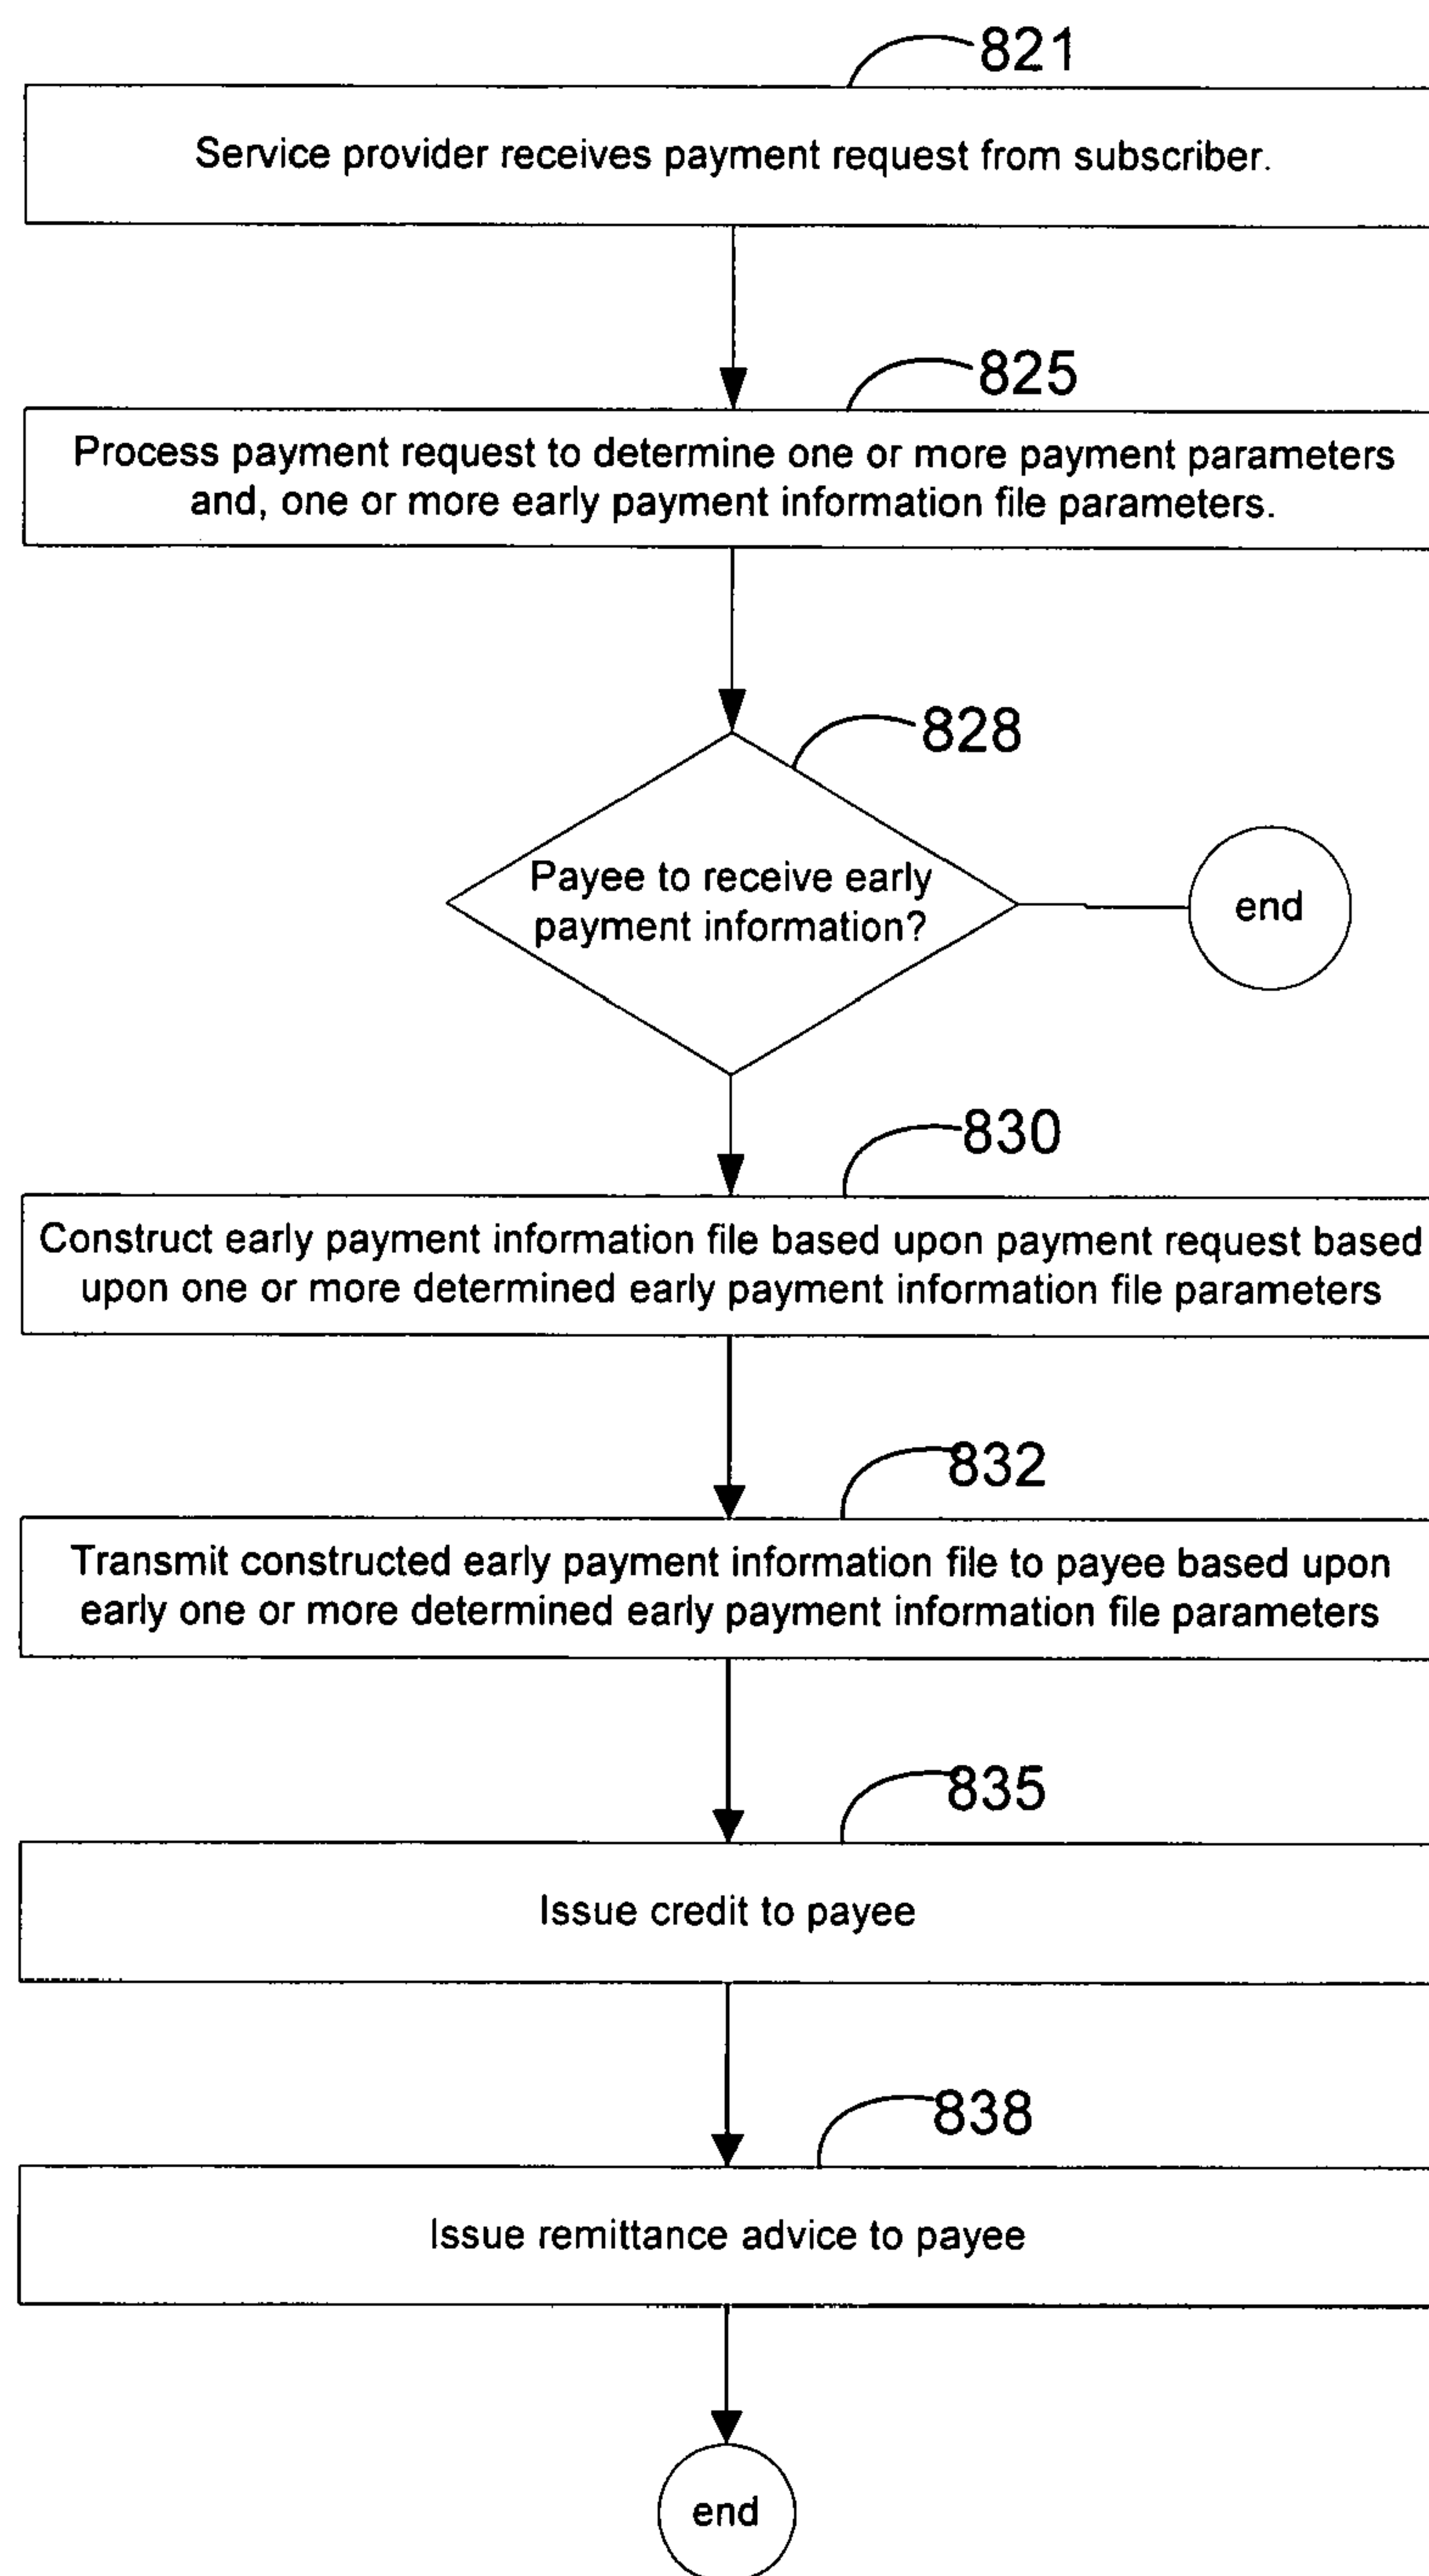 821
Service provider receives payment request from subscriber.
825
Process payment request to determine one or more payment parameters
and, one or more early payment information file parameters.
828
Payee to receive early
payment information?
end
830
Construct early payment information file based upon payment request based
upon one or more determined early payment information file parameters
832
Transmit constructed early payment information file to payee based upon
early one or more determined early payment information file parameters
835
Issue credit to payee
838
Issue remittance advice to payee
end